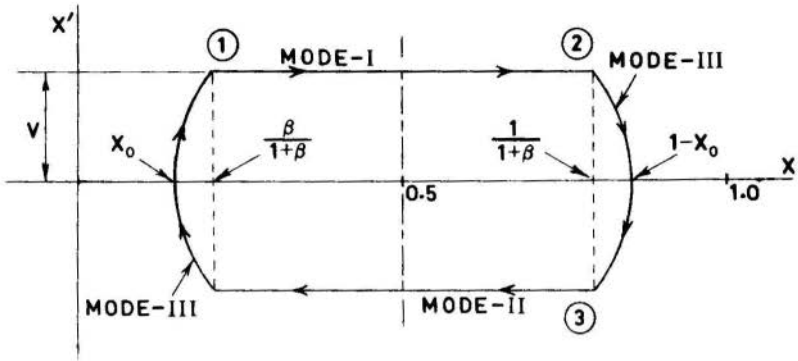 X′
①
②
MODE-I
MODE-III
V
X₀
β/(1+β)
1/(1+β)
1-X₀
X
0.5
1.0
MODE-III
MODE-II
③